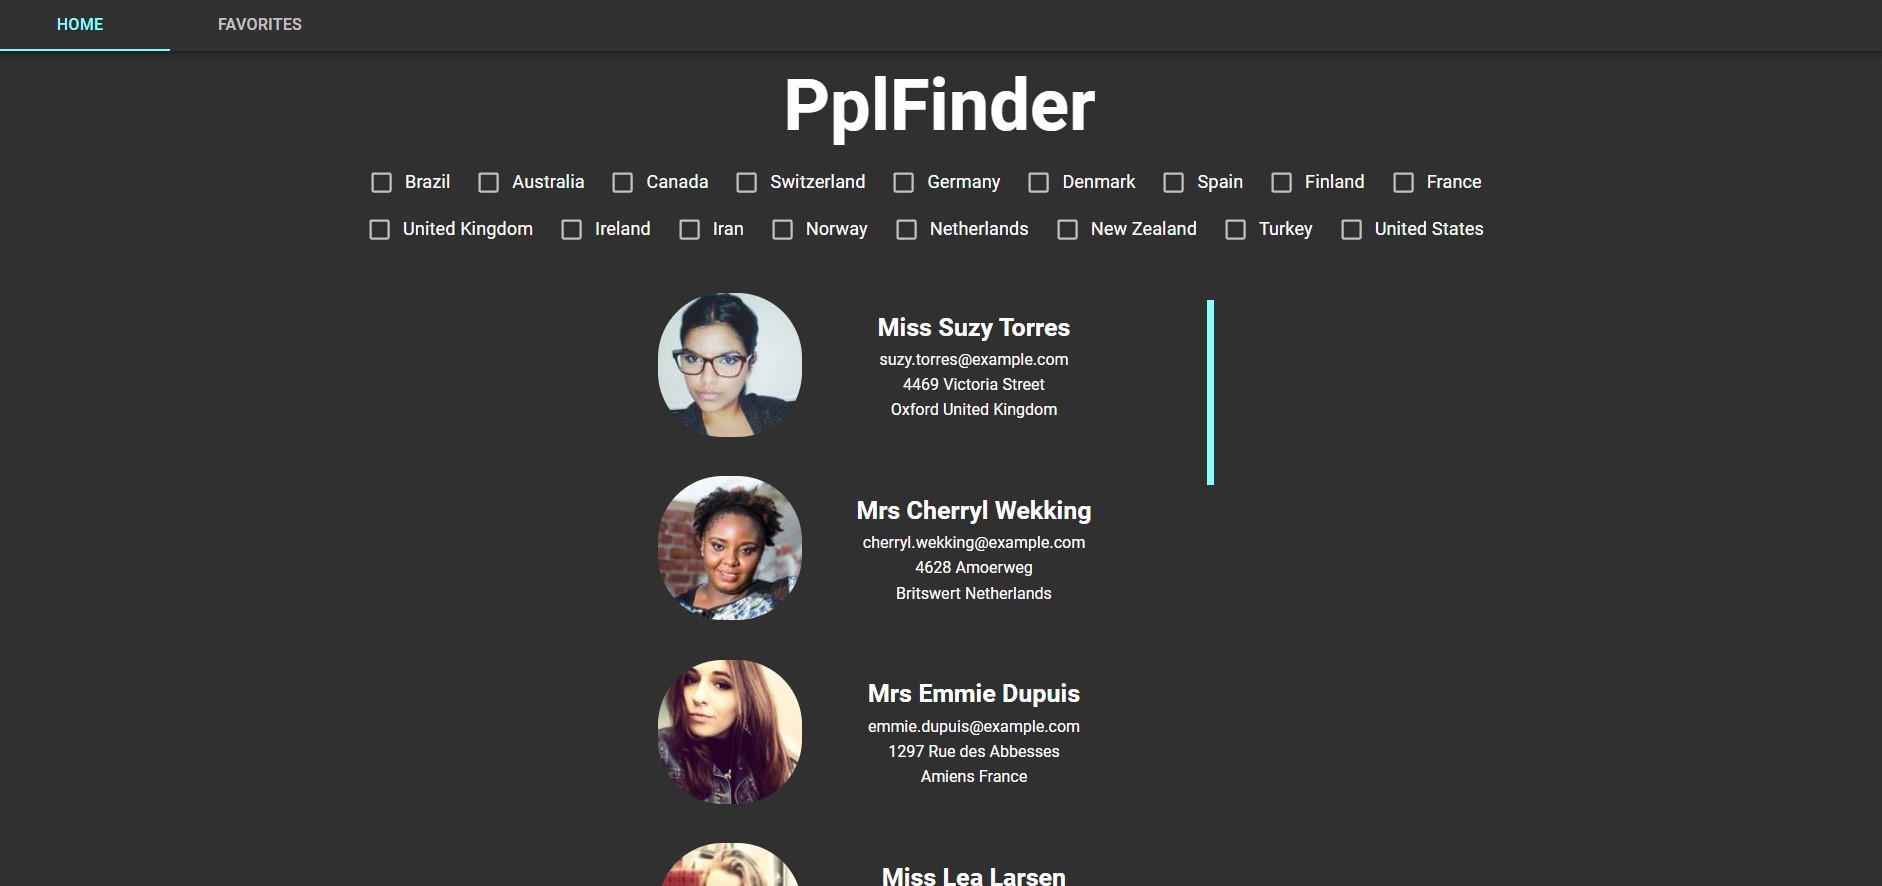 HOME FAVORITES
PplFinder
Brazil Australia Canada Switzerland Germany Denmark Spain Finland France
United Kingdom Ireland Iran Norway Netherlands New Zealand Turkey United States
Miss Suzy Torres
suzy.torres@example.com
4469 Victoria Street
Oxford United Kingdom
Mrs Cherryl Wekking
cherryl.wekking@example.com
4628 Amoerweg
Britswert Netherlands
Mrs Emmie Dupuis
emmie.dupuis@example.com
1297 Rue des Abbesses
Amiens France
Miss Lea Larsen